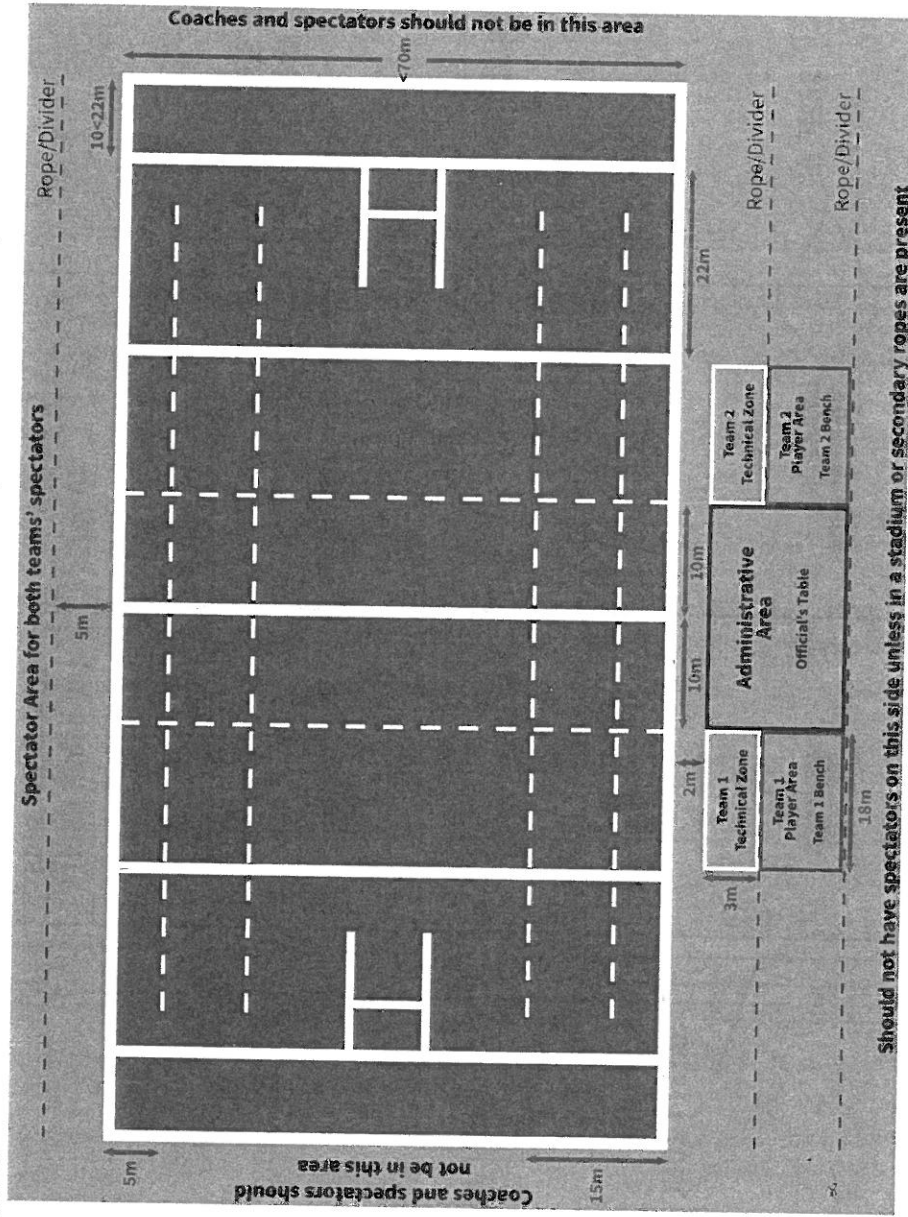 Spectator Area for both teams' spectators
Rope/Divider
5m
10<22m
Coaches and spectators should not be in this area
<70m
5m
Coaches and spectators should
not be in this area
15m
22m
2m
10m
10m
Rope/Divider
3m
Team 1
Technical Zone
Team 1
Player Area
Team 1 Bench
18m
Administrative
Area
Official's Table
Team 2
Technical Zone
Team 2
Player Area
Team 2 Bench
Rope/Divider
Should not have spectators on this side unless in a stadium or secondary ropes are present